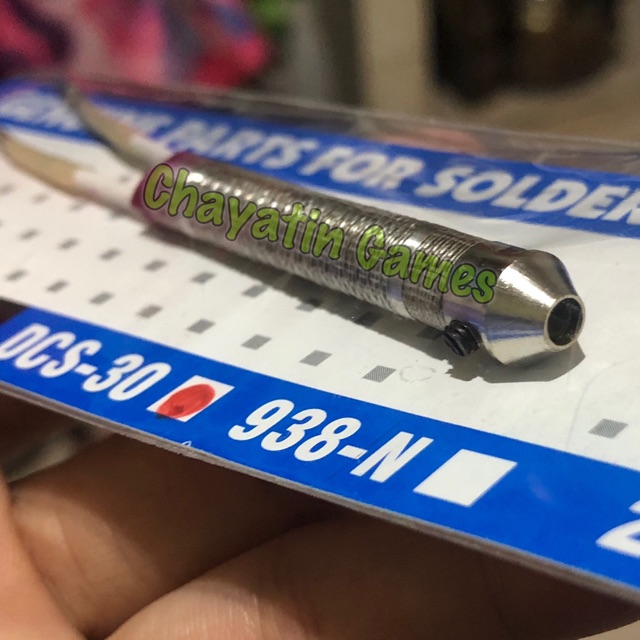 PARTS FOR SOLDER
Chayatin Games
DCS-30
938-N